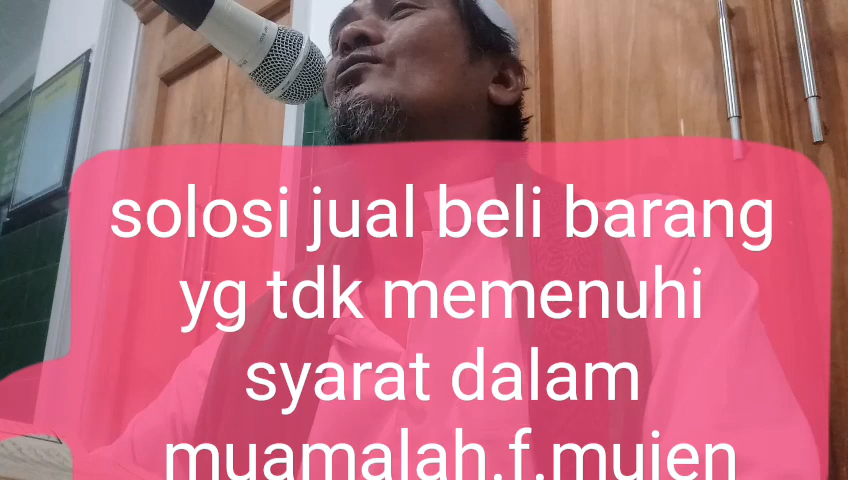 solosi jual beli barang
yg tdk memenuhi
syarat dalam
muamalah.f.mujen